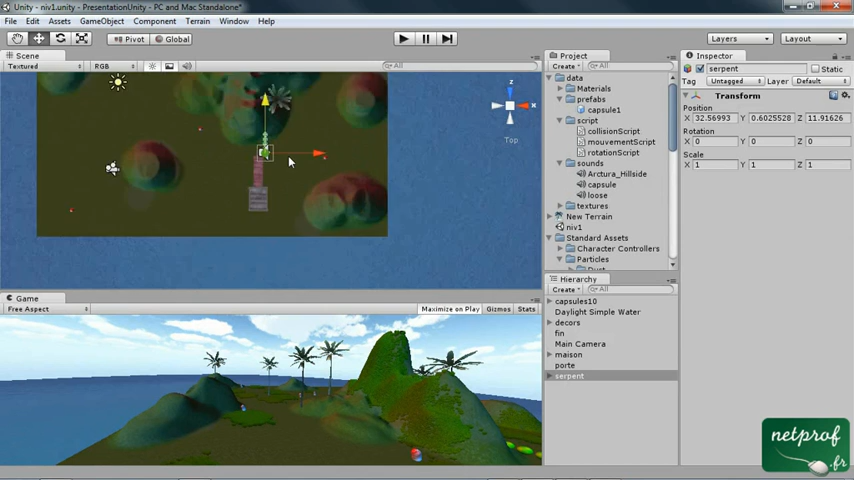 Unity - niv1.unity - PresentationUnity - PC and Mac Standalone*
File Edit Assets GameObject Component Terrain Window Help
Pivot Global
Layers Layout
Scene
Textured RGB All
z
x
Top
Project
Create All
data
Materials
prefabs
capsule1
script
collisionScript
mouvementScript
rotationScript
sounds
Arctura_Hillside
capsule
loose
textures
New Terrain
niv1
Standard Assets
Character Controllers
Particles
Dust
Inspector
serpent Static
Tag Untagged Layer Default
Transform
Position
X 32.56993 Y 0.6025528 Z 11.91626
Rotation
X 0 Y 0 Z 0
Scale
X 1 Y 1 Z 1
Hierarchy
Create All
capsules10
Daylight Simple Water
decors
fin
Main Camera
maison
porte
serpent
Game
Free Aspect Maximize on Play Gizmos Stats
netprof
.fr